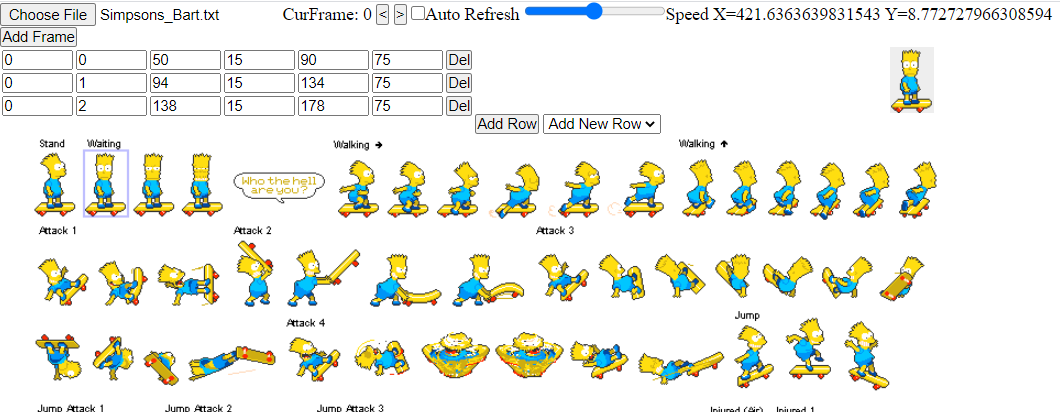 Choose File Simpsons_Bart.txt CurFrame: 0 < > Auto Refresh Speed X=421.6363639831543 Y=8.772727966308594
Add Frame
0 0 50 15 90 75 Del
0 1 94 15 134 75 Del
0 2 138 15 178 75 Del
Add Row Add New Row
Stand Waiting Walking → Walking ↑
Who the hell
are you?
Attack 1 Attack 2 Attack 3
Attack 4 Jump
Jump Attack 1 Jump Attack 2 Jump Attack 3 Injured (Air) Injured 1